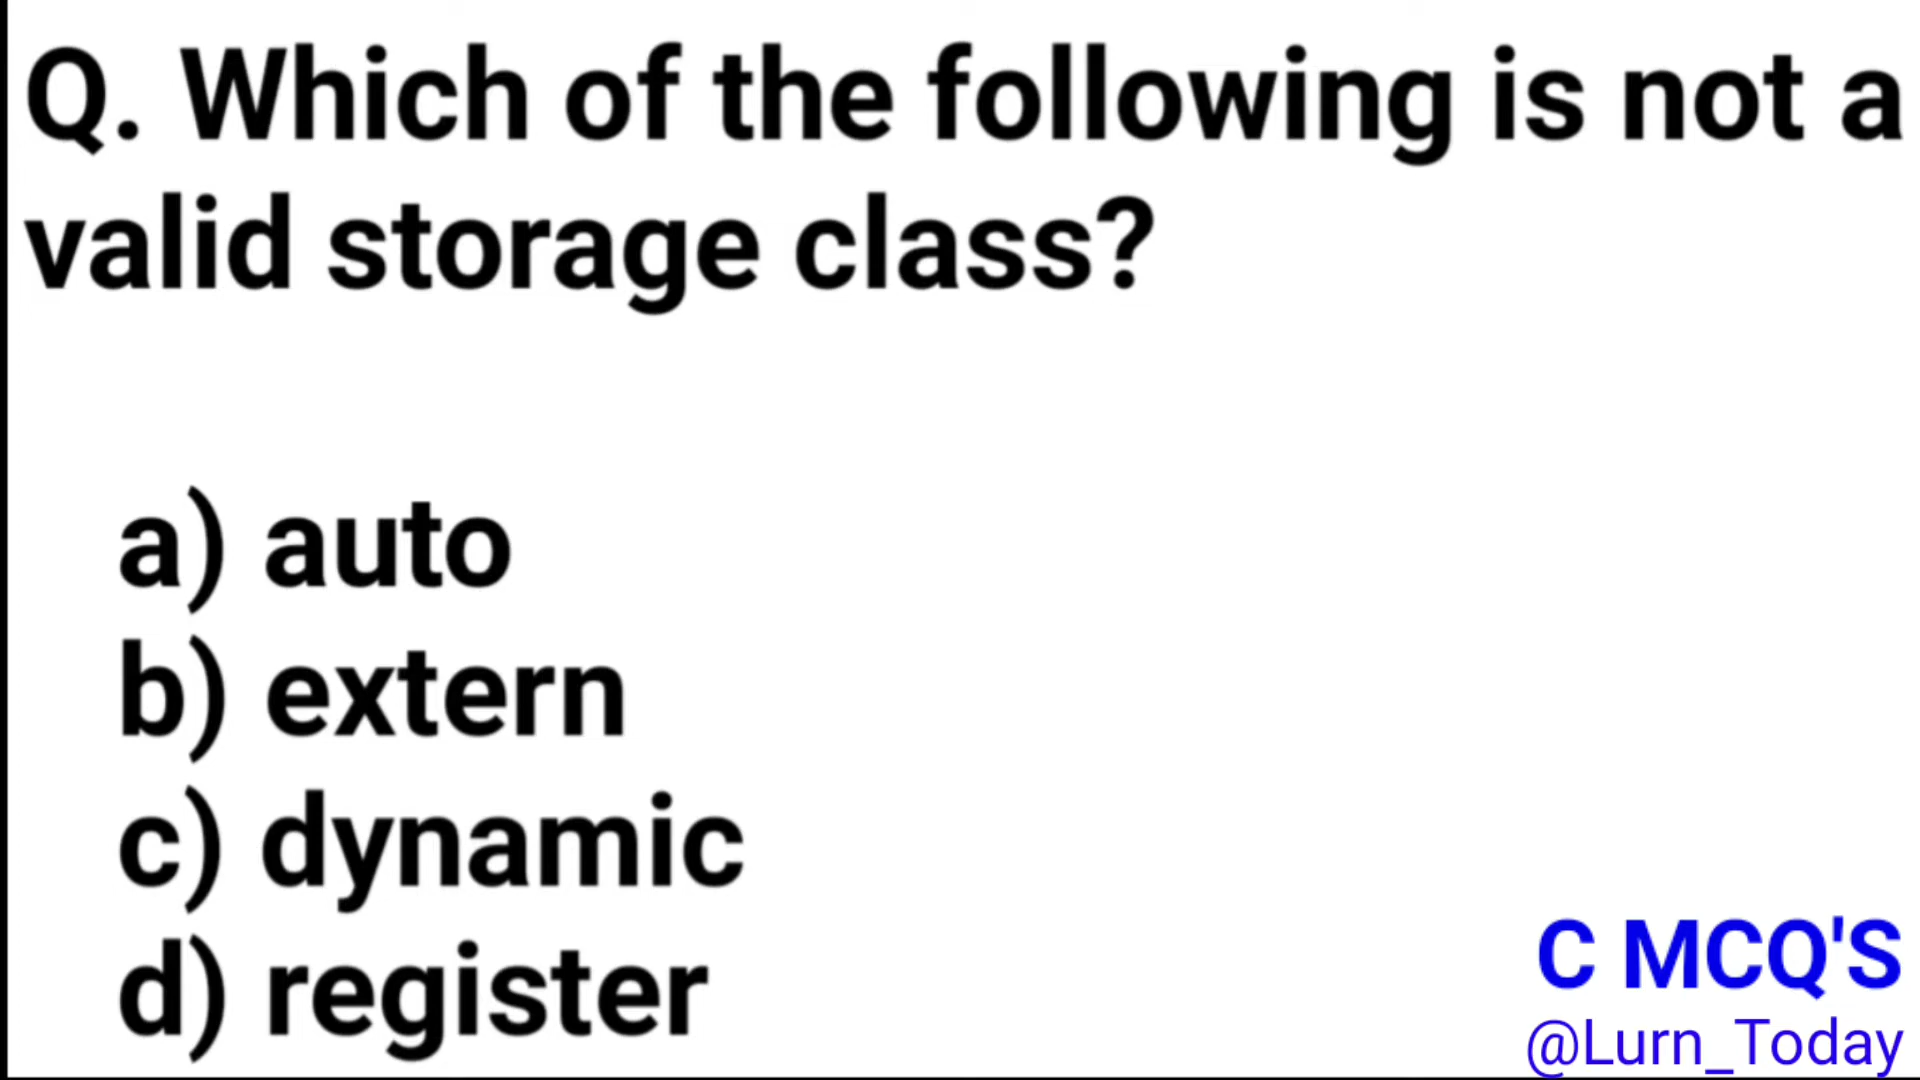 Q. Which of the following is not a
valid storage class?
a) auto
b) extern
c) dynamic
d) register
C MCQ'S
@Lurn_Today